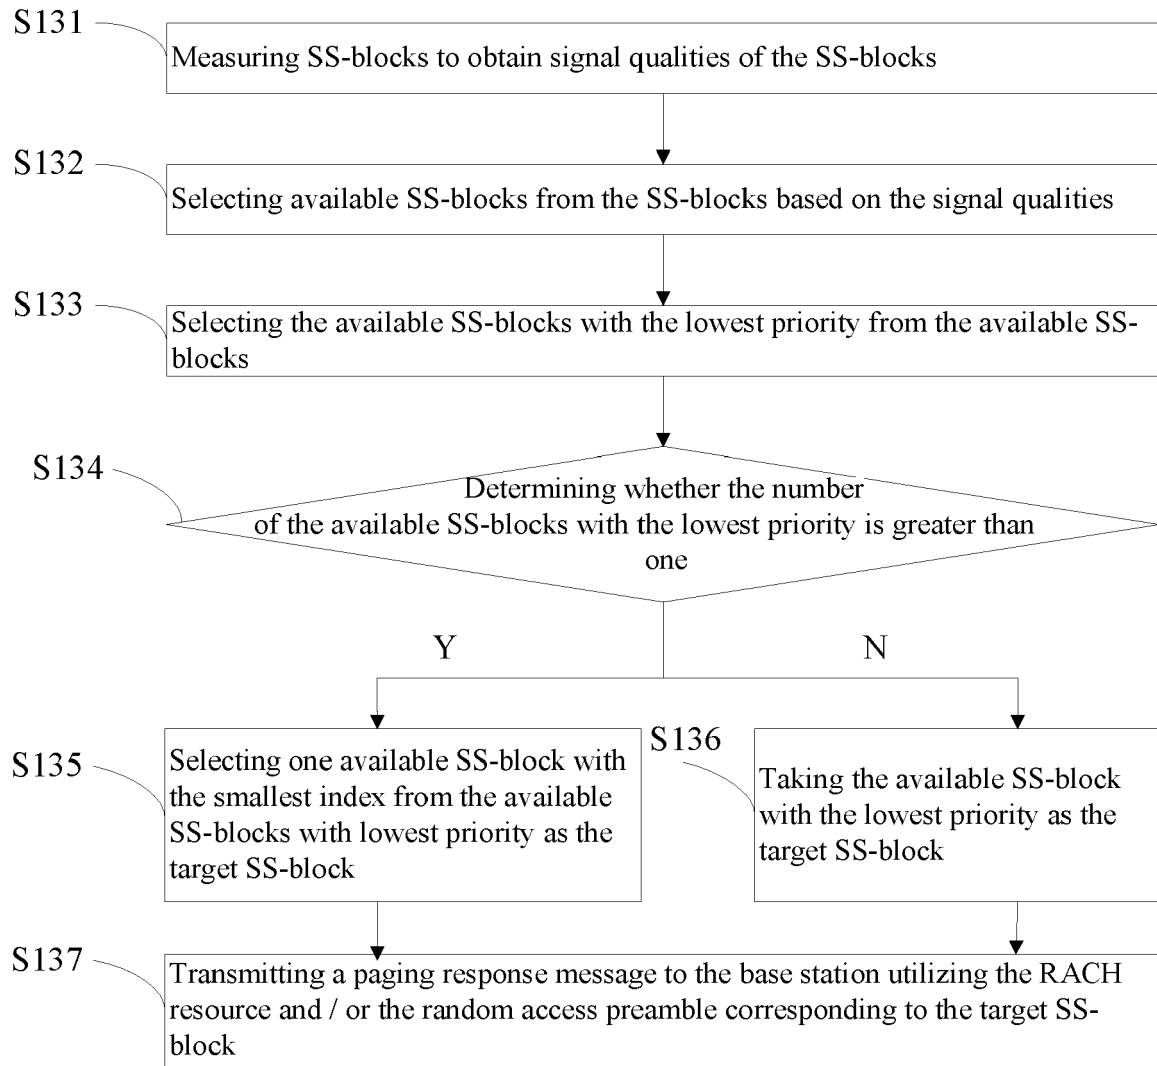 S131
Measuring SS-blocks to obtain signal qualities of the SS-blocks
S132
Selecting available SS-blocks from the SS-blocks based on the signal qualities
S133
Selecting the available SS-blocks with the lowest priority from the available SS-
blocks
S134
Determining whether the number
of the available SS-blocks with the lowest priority is greater than
one
Y
N
S135
Selecting one available SS-block with
the smallest index from the available
SS-blocks with lowest priority as the
target SS-block
S136
Taking the available SS-block
with the lowest priority as the
target SS-block
S137
Transmitting a paging response message to the base station utilizing the RACH
resource and / or the random access preamble corresponding to the target SS-
block